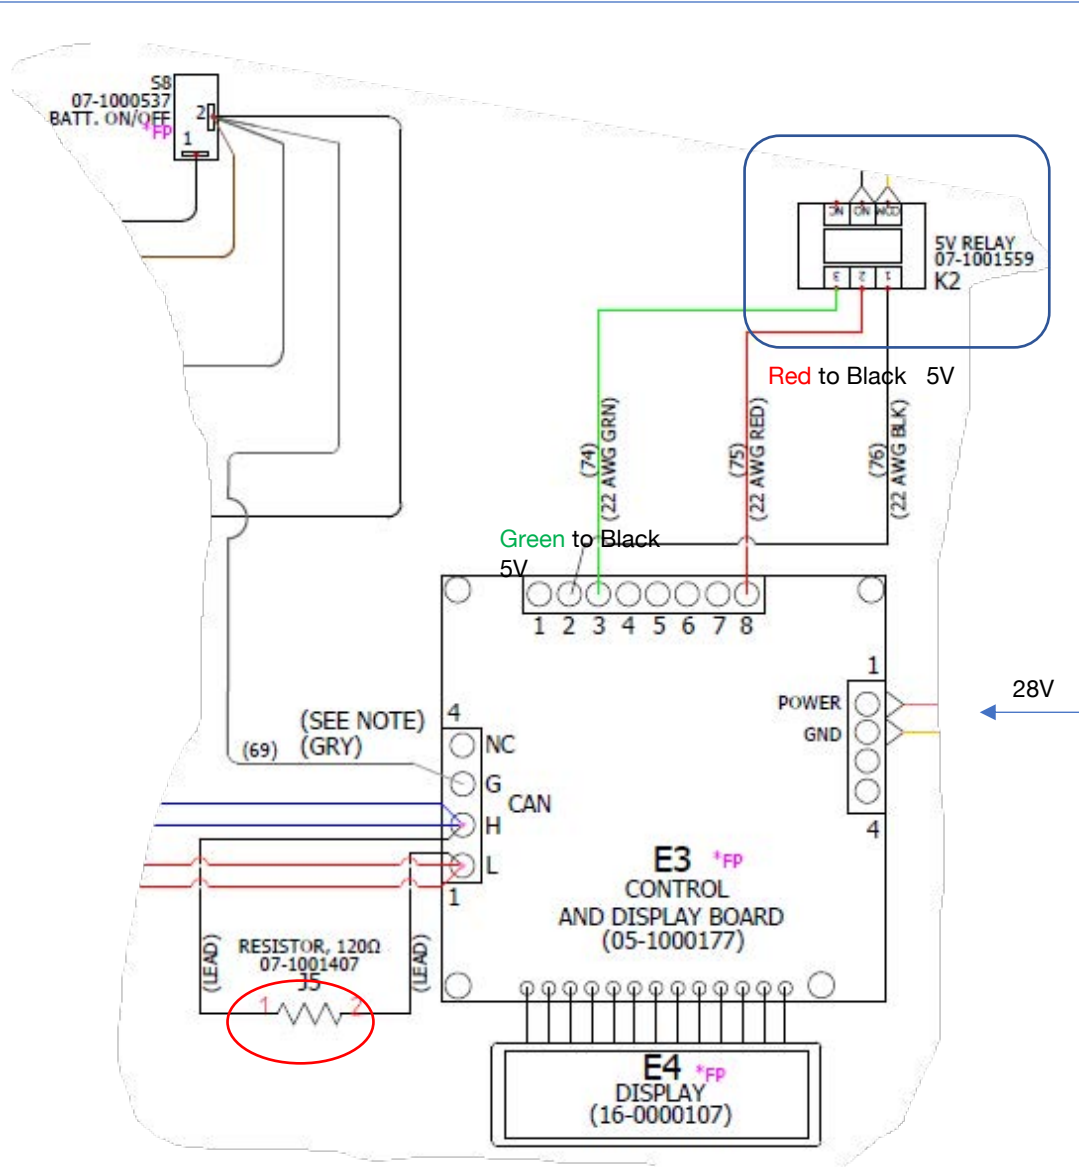 S8
07-1000537
BATT. ON/OFF
*FP
2
1
NC
NO
COM
3
2
1
5V RELAY
07-1001559
K2
Red to Black 5V
(74)
(22 AWG GRN)
(75)
(22 AWG RED)
(76)
(22 AWG BLK)
Green to Black
5V
1 2 3 4 5 6 7 8
1
POWER
GND
4
28V
(SEE NOTE)
(GRY)
(69)
4
NC
G
CAN
H
L
1
E3 *FP
CONTROL
AND DISPLAY BOARD
(05-1000177)
(LEAD)
RESISTOR, 120Ω
07-1001407
J5
1
2
(LEAD)
E4 *FP
DISPLAY
(16-0000107)